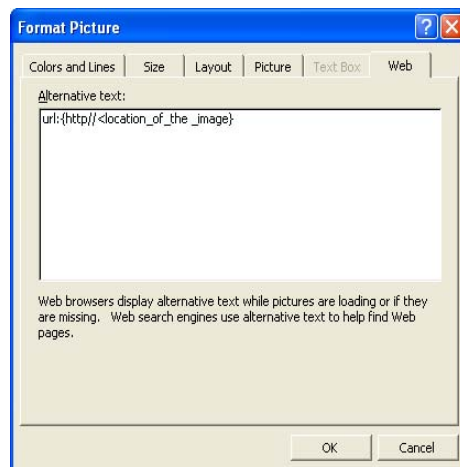 Format Picture
Colors and Lines Size Layout Picture Text Box Web
Alternative text:
url:{http//<location_of_the _image}
Web browsers display alternative text while pictures are loading or if they
are missing. Web search engines use alternative text to help find Web
pages.
OK Cancel